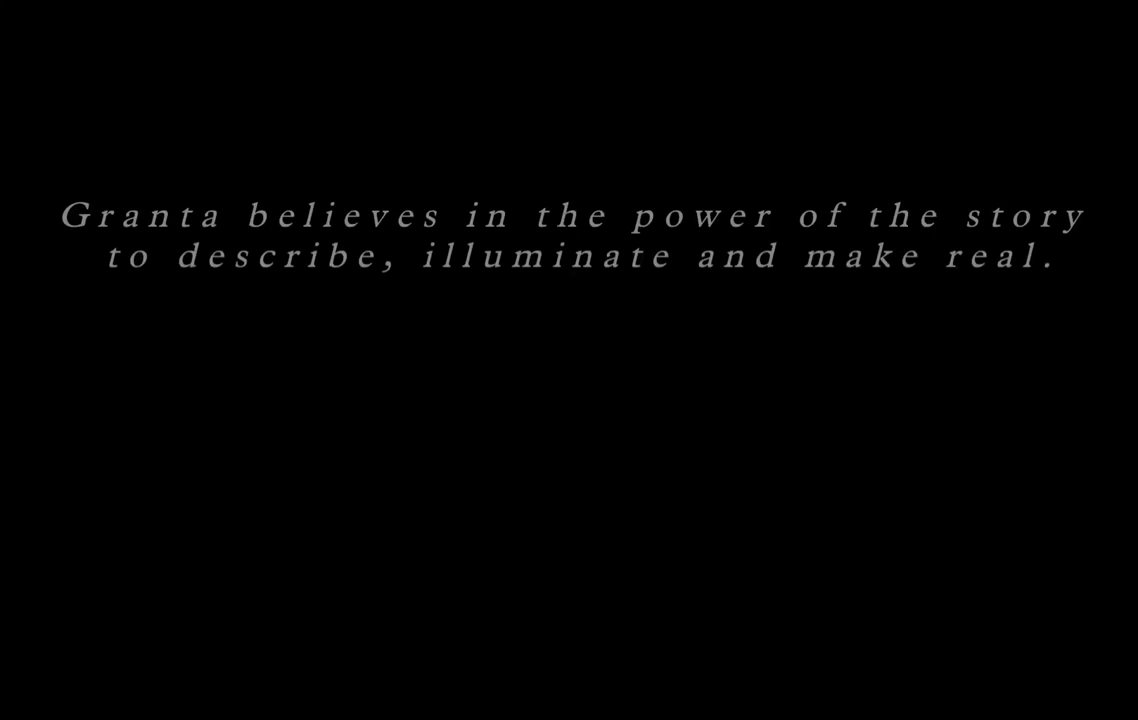 Granta believes in the power of the story
to describe, illuminate and make real.